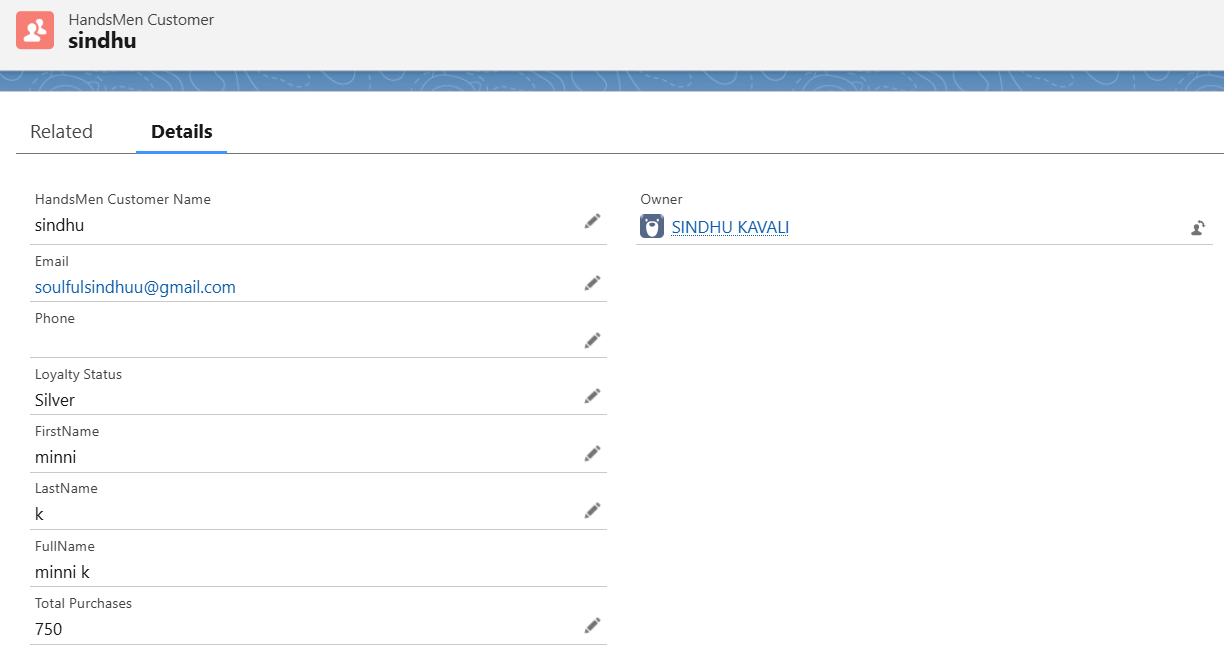 HandsMen Customer
sindhu
Related
Details
HandsMen Customer Name
sindhu
Owner
SINDHU KAVALI
Email
soulfulsindhuu@gmail.com
Phone
Loyalty Status
Silver
FirstName
minni
LastName
k
FullName
minni k
Total Purchases
750